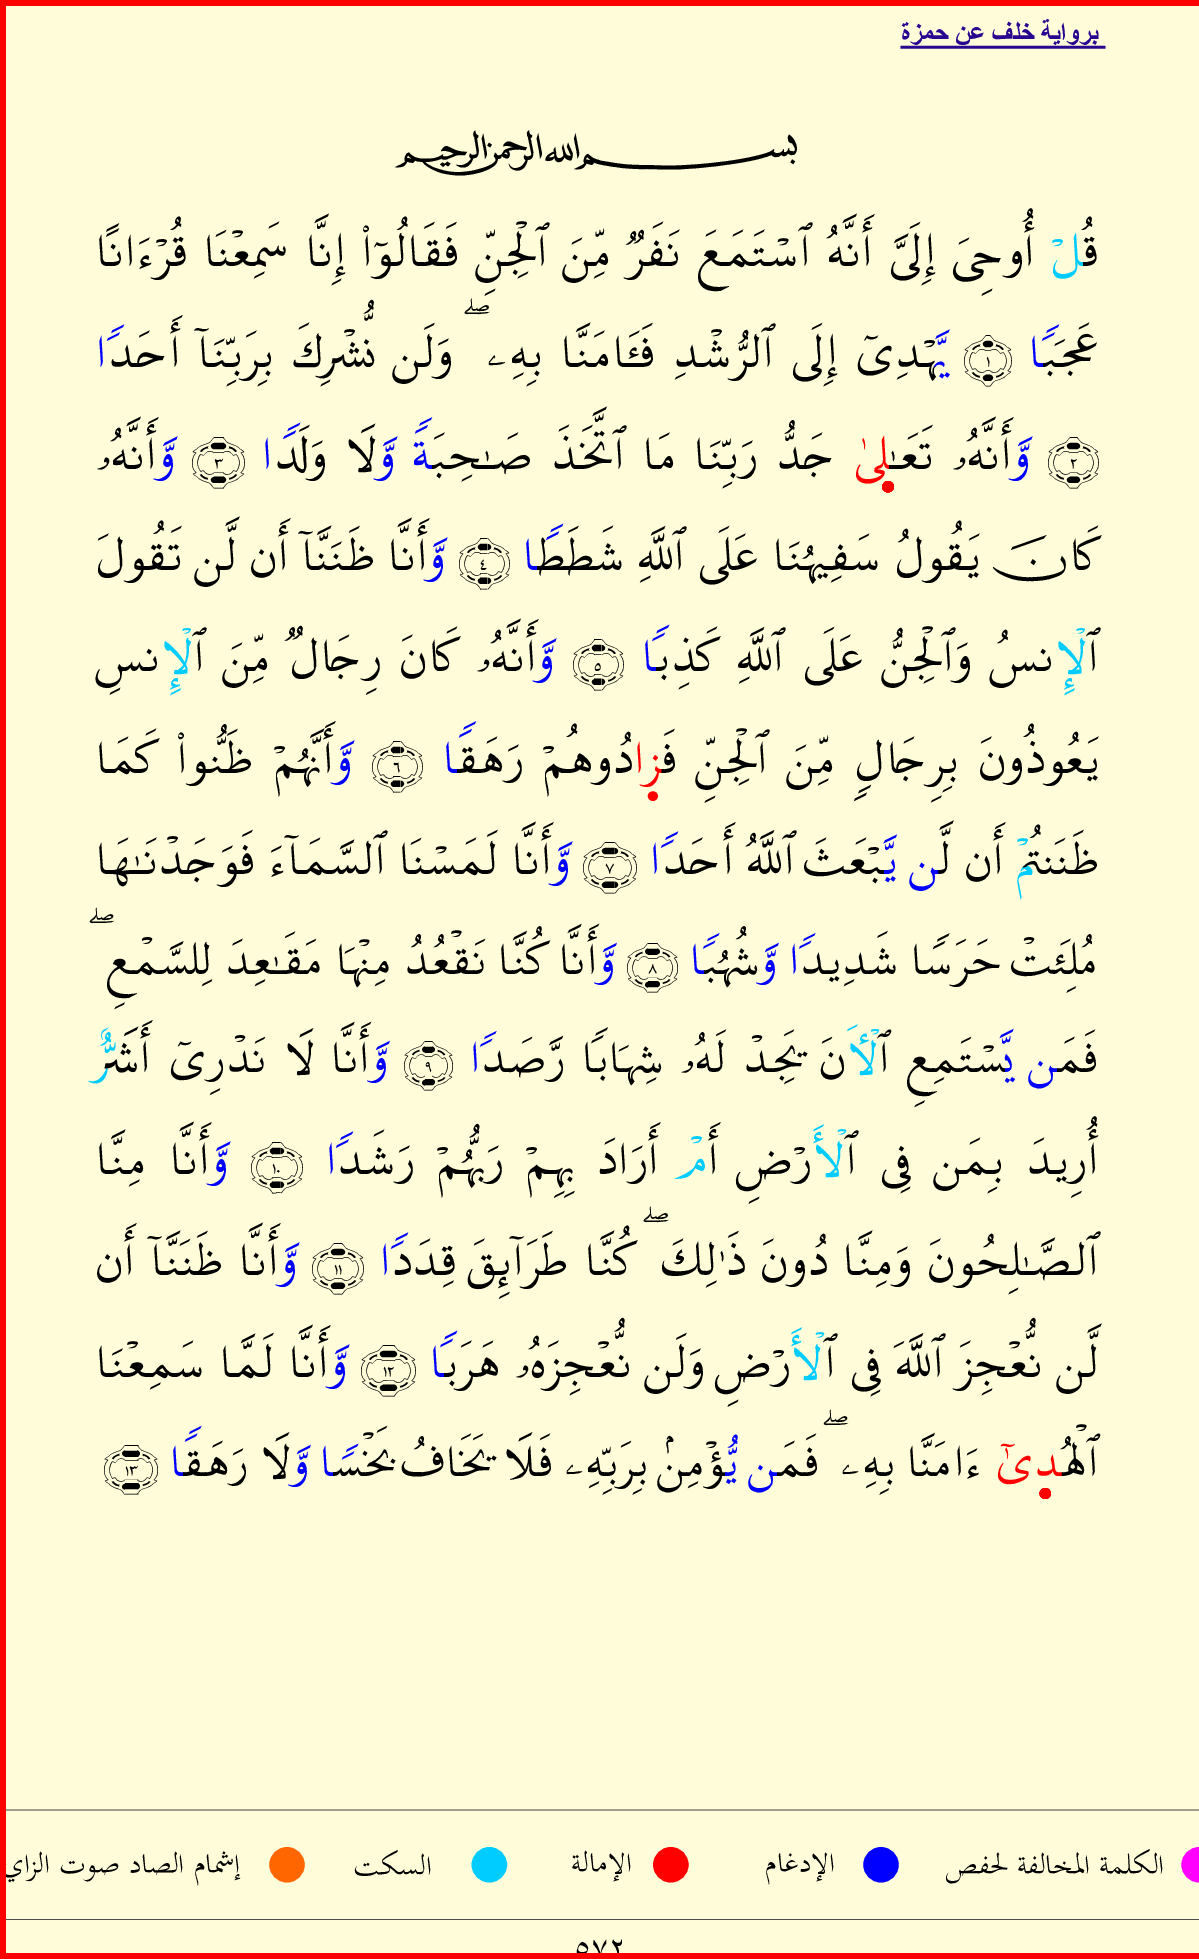 برواية خلف عن حمزة
بسم الله الرحمن الرحيم
قُلْ أُوحِىَ إِلَىَّ أَنَّهُ ٱسْتَمَعَ نَفَرٌ مِّنَ ٱلْجِنِّ فَقَالُوٓا۟ إِنَّا سَمِعْنَا قُرْءَانًا
عَجَبًا ١ يَّهْدِىٓ إِلَى ٱلرُّشْدِ فَـَٔامَنَّا بِهِۦ ۖ وَلَن نُّشْرِكَ بِرَبِّنَآ أَحَدًا
٢ وَّأَنَّهُۥ تَعَـٰلىٰ جَدُّ رَبِّنَا مَا ٱتَّخَذَ صَـٰحِبَةً وَّلَا وَلَدًا ٣ وَّأَنَّهُۥ
كَانَ يَقُولُ سَفِيهُنَا عَلَى ٱللَّهِ شَطَطًا ٤ وَّأَنَّا ظَنَنَّآ أَن لَّن تَقُولَ
ٱلْإِنسُ وَٱلْجِنُّ عَلَى ٱللَّهِ كَذِبًا ٥ وَّأَنَّهُۥ كَانَ رِجَالٌ مِّنَ ٱلْإِنسِ
يَعُوذُونَ بِرِجَالٍ مِّنَ ٱلْجِنِّ فَزادُوهُمْ رَهَقًا ٦ وَّأَنَّهُمْ ظَنُّوا۟ كَمَا
ظَنَنتُمْ أَن لَّن يَّبْعَثَ ٱللَّهُ أَحَدًا ٧ وَّأَنَّا لَمَسْنَا ٱلسَّمَآءَ فَوَجَدْنَـٰهَا
مُلِئَتْ حَرَسًا شَدِيدًا وَّشُهُبًا ٨ وَّأَنَّا كُنَّا نَقْعُدُ مِنْهَا مَقَـٰعِدَ لِلسَّمْعِ ۖ
فَمَن يَّسْتَمِعِ ٱلْأَنَ يَجِدْ لَهُۥ شِهَابًا رَّصَدًا ٩ وَّأَنَّا لَا نَدْرِىٓ أَشَرٌّ
أُرِيدَ بِمَن فِى ٱلْأَرْضِ أَمْ أَرَادَ بِهِمْ رَبُّهُمْ رَشَدًا ١٠ وَّأَنَّا مِنَّا
ٱلصَّـٰلِحُونَ وَمِنَّا دُونَ ذَٰلِكَ ۖ كُنَّا طَرَآئِقَ قِدَدًا ١١ وَّأَنَّا ظَنَنَّآ أَن
لَّن نُّعْجِزَ ٱللَّهَ فِى ٱلْأَرْضِ وَلَن نُّعْجِزَهُۥ هَرَبًا ١٢ وَّأَنَّا لَمَّا سَمِعْنَا
ٱلْهُدىٰٓ ءَامَنَّا بِهِۦ ۖ فَمَن يُّؤْمِنۢ بِرَبِّهِۦ فَلَا يَخَافُ بَخْسًا وَّلَا رَهَقًا ١٣
الكلمة المخالفة لحفص الإدغام الإمالة السكت إشمام الصاد صوت الزاي
٥٧٢